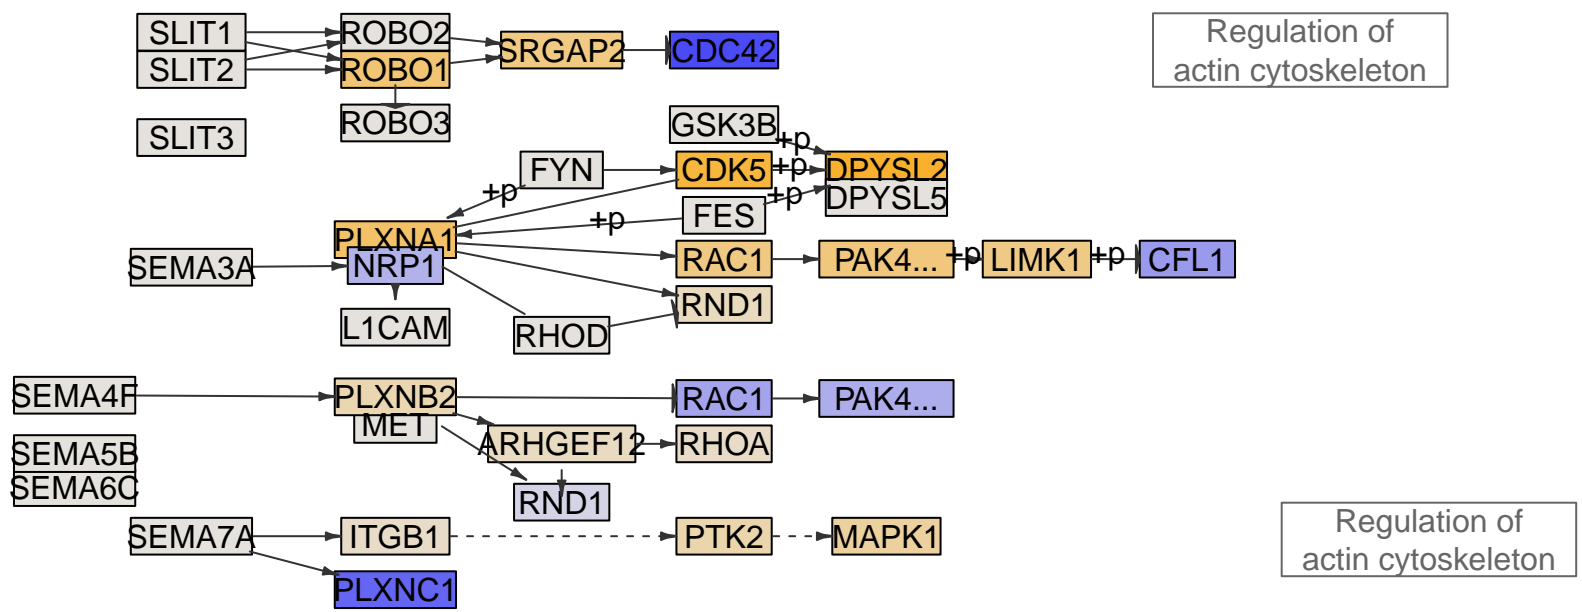 SLIT1
ROBO2
SRGAP2
CDC42
Regulation of
actin cytoskeleton
SLIT2
ROBO1
SLIT3
ROBO3
GSK3B
+p
FYN
CDK5
+p
DPYSL2
+p
FES
+p
DPYSL5
+p
PLXNA1
SEMA3A
NRP1
RAC1
PAK4...
+p
LIMK1
+p
CFL1
RND1
L1CAM
RHOD
SEMA4F
PLXNB2
RAC1
PAK4...
MET
ARHGEF12
RHOA
SEMA5B
SEMA6C
RND1
SEMA7A
ITGB1
PTK2
MAPK1
Regulation of
actin cytoskeleton
PLXNC1